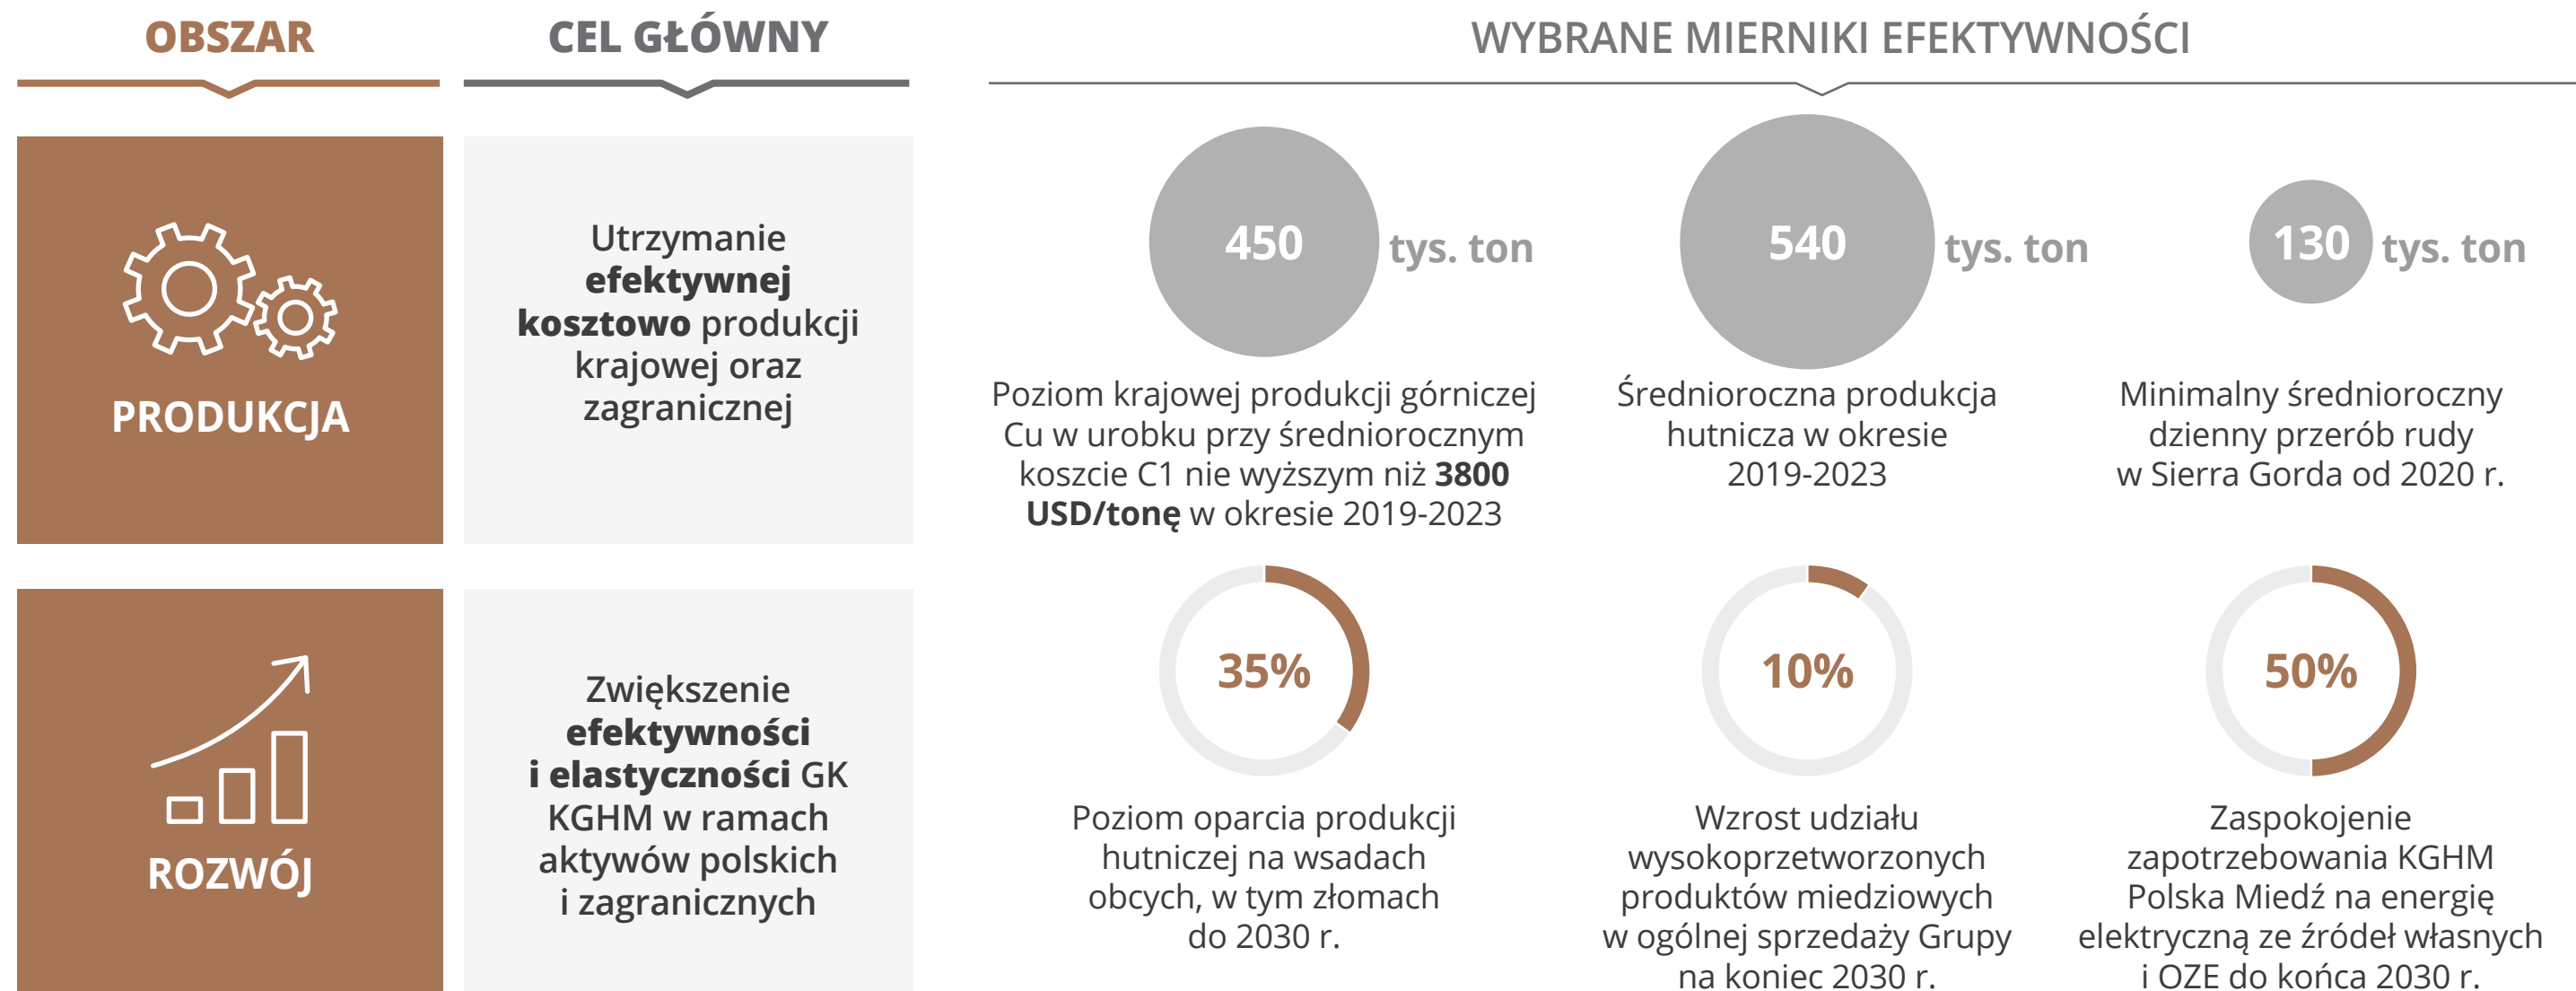 OBSZAR
CEL GŁÓWNY
WYBRANE MIERNIKI EFEKTYWNOŚCI
PRODUKCJA
Utrzymanie
efektywnej
kosztowo produkcji
krajowej oraz
zagranicznej
450 tys. ton
Poziom krajowej produkcji górniczej
Cu w urobku przy średniorocznym
koszcie C1 nie wyższym niż 3800
USD/tonę w okresie 2019-2023
540 tys. ton
Średnioroczna produkcja
hutnicza w okresie
2019-2023
130 tys. ton
Minimalny średnioroczny
dzienny przerób rudy
w Sierra Gorda od 2020 r.
ROZWÓJ
Zwiększenie
efektywności
i elastyczności GK
KGHM w ramach
aktywów polskich
i zagranicznych
35%
Poziom oparcia produkcji
hutniczej na wsadach
obcych, w tym złomach
do 2030 r.
10%
Wzrost udziału
wysokoprzetworzonych
produktów miedziowych
w ogólnej sprzedaży Grupy
na koniec 2030 r.
50%
Zaspokojenie
zapotrzebowania KGHM
Polska Miedź na energię
elektryczną ze źródeł własnych
i OZE do końca 2030 r.